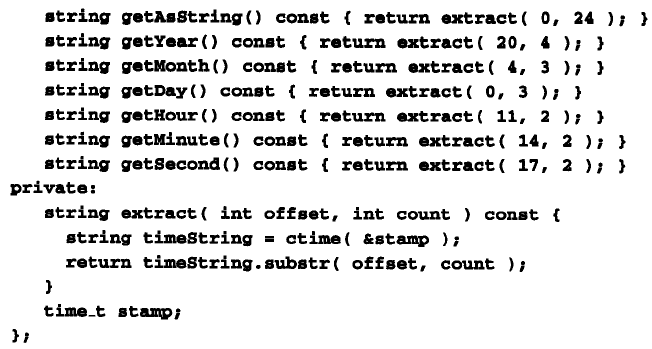 string getAsString() const { return extract( 0, 24 ); }
string getYear() const { return extract( 20, 4 ); }
string getMonth() const { return extract( 4, 3 ); }
string getDay() const { return extract( 0, 3 ); }
string getHour() const { return extract( 11, 2 ); }
string getMinute() const { return extract( 14, 2 ); }
string getSecond() const { return extract( 17, 2 ); }
private:
string extract( int offset, int count ) const {
string timeString = ctime( &stamp );
return timeString.substr( offset, count );
}
time_t stamp;
};